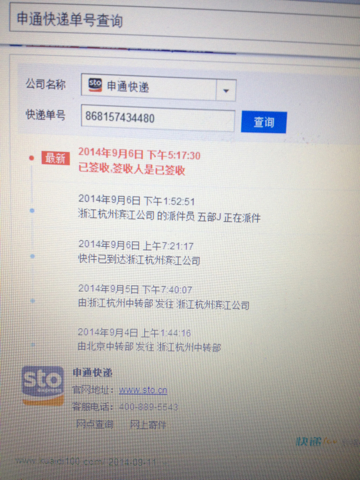 申通快递单号查询
公司名称
sto 申通快递
快递单号
868157434480
查询
最新
2014年9月6日 下午5:17:30
已签收,签收人是已签收
2014年9月6日 下午1:52:51
浙江杭州滨江公司 的派件员 五部J 正在派件
2014年9月6日 上午7:21:17
快件已到达浙江杭州滨江公司
2014年9月5日 下午7:40:07
由浙江杭州中转部 发往 浙江杭州滨江公司
2014年9月4日 上午1:44:16
由北京中转部 发往 浙江杭州中转部
sto EXPRESS
申通快递
官网地址：www.sto.cn
客服电话：400-889-5543
网点查询 网上寄件
快递
www.kuaidi100.com 2014-09-11